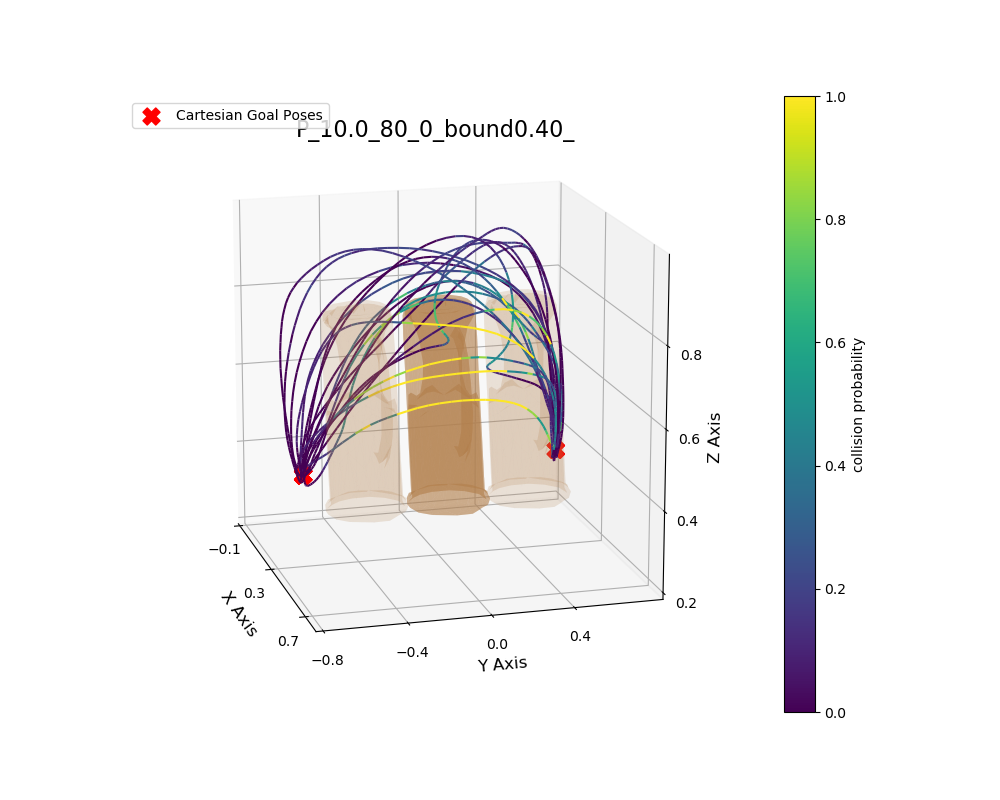 Cartesian Goal Poses
P_10.0_80_0_bound0.40_
1.0
0.8
0.6
0.4
0.2
0.0
collision probability
0.8
0.6
0.4
0.2
Z Axis
−0.1
0.3
0.7
X Axis
−0.8
−0.4
0.0
0.4
Y Axis